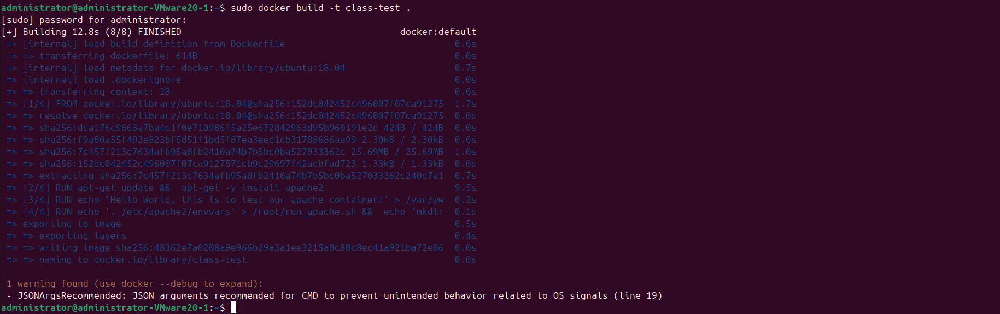 administrator@administrator-VMware20-1:~$ sudo docker build -t class-test .
[sudo] password for administrator:
[+] Building 12.8s (8/8) FINISHED docker:default
=> [internal] load build definition from Dockerfile 0.0s
=> => transferring dockerfile: 614B 0.0s
=> [internal] load metadata for docker.io/library/ubuntu:18.04 0.7s
=> [internal] load .dockerignore 0.0s
=> => transferring context: 2B 0.0s
=> [1/4] FROM docker.io/library/ubuntu:18.04@sha256:152dc042452c496007f07ca91275 1.7s
=> => resolve docker.io/library/ubuntu:18.04@sha256:152dc042452c496007f07ca91275 0.0s
=> => sha256:dca176c9663a7ba4c1f0e710986f5a25e672842963d95b960191e2d 424B / 424B 0.0s
=> => sha256:f9a80a55f492e823bf5d51f1bd5f87ea3eed1cb31788686aa99 2.30kB / 2.30kB 0.0s
=> => sha256:7c457f213c7634afb95a0fb2410a74b7b5bc0ba527033362c 25.69MB / 25.69MB 1.0s
=> => sha256:152dc042452c496007f07ca9127571cb9c29697f42acbfad723 1.33kB / 1.33kB 0.0s
=> => extracting sha256:7c457f213c7634afb95a0fb2410a74b7b5bc0ba527033362c240c7a1 0.7s
=> [2/4] RUN apt-get update &&  apt-get -y install apache2 9.5s
=> [3/4] RUN echo 'Hello World, this is to test our apache container!' > /var/ww 0.2s
=> [4/4] RUN echo '. /etc/apache2/envvars' > /root/run_apache.sh &&  echo 'mkdir 0.1s
=> exporting to image 0.5s
=> => exporting layers 0.4s
=> => writing image sha256:48362e7a0208a9e966b29a3a1ee3215a0c80c8ec41a921ba72e06 0.0s
=> => naming to docker.io/library/class-test 0.0s
1 warning found (use docker --debug to expand):
- JSONArgsRecommended: JSON arguments recommended for CMD to prevent unintended behavior related to OS signals (line 19)
administrator@administrator-VMware20-1:~$